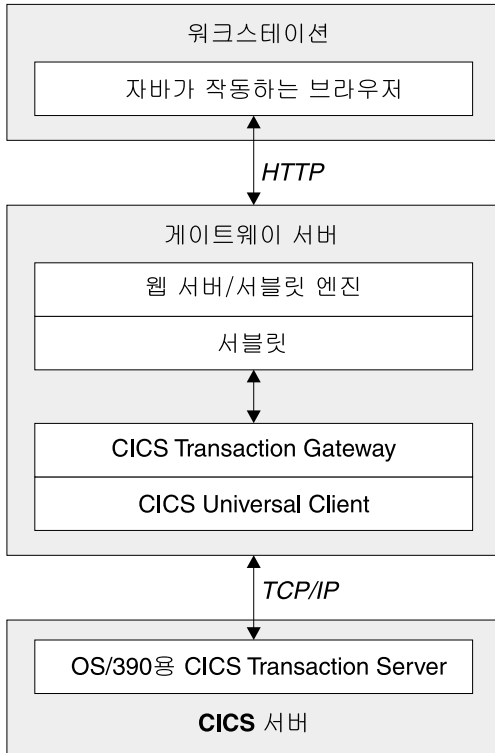 워크스테이션
자바가 작동하는 브라우저
HTTP
게이트웨이 서버
웹 서버/서블릿 엔진
서블릿
CICS Transaction Gateway
CICS Universal Client
TCP/IP
OS/390용 CICS Transaction Server
CICS 서버